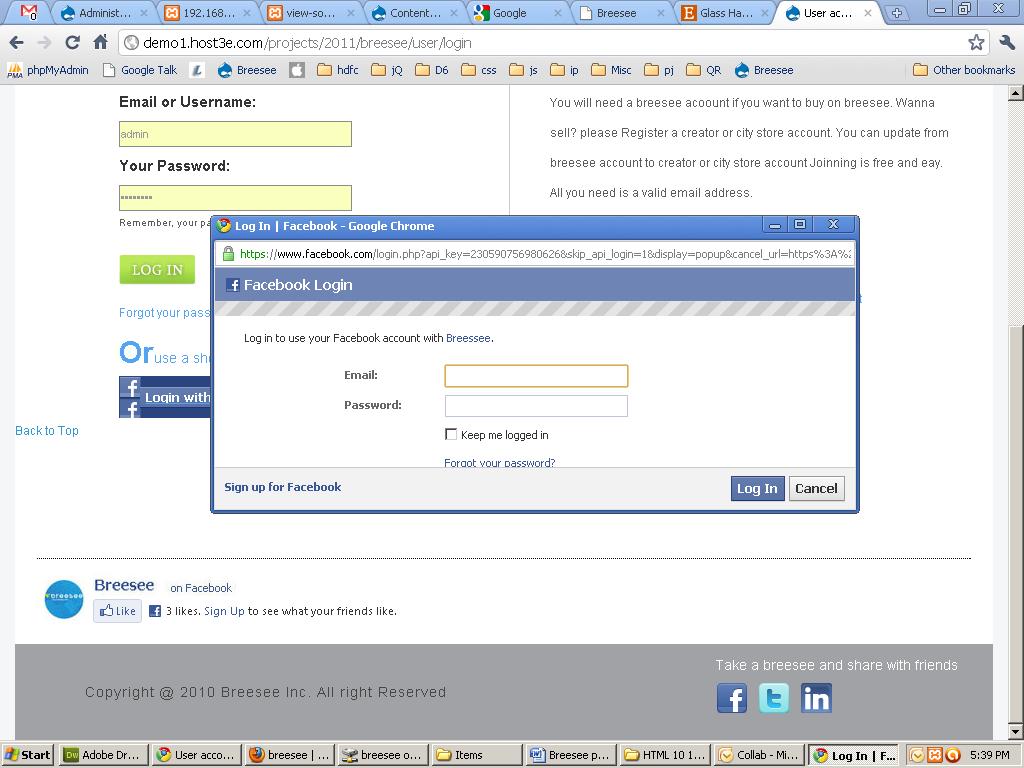 Administ...
192.168...
view-so...
Content...
Google
Breesee
Glass Ha...
User ac...
demo1.host3e.com/projects/2011/breesee/user/login
phpMyAdmin
Google Talk
Breesee
hdfc
jQ
D6
css
js
ip
Misc
pj
QR
Breesee
Other bookmarks
Email or Username:
admin
Your Password:
Remember, your pa
LOG IN
Forgot your pass
Or use a sh
Login with
Back to Top
You will need a breesee acoount if you want to buy on breesee. Wanna
sell? please Register a creator or city store account. You can update from
breesee account to creator or city store account.Joinning is free and eay.
All you need is a valid email address.
Log In | Facebook - Google Chrome
https://www.facebook.com/login.php?api_key=230590756980626&skip_api_login=1&display=popup&cancel_url=https%3A%2
Facebook Login
Log in to use your Facebook account with Breesee.
Email:
Password:
Keep me logged in
Forgot your password?
Sign up for Facebook
Log In
Cancel
Breesee on Facebook
Like
3 likes. Sign Up to see what your friends like.
Copyright @ 2010 Breesee Inc. All right Reserved
Take a breesee and share with friends
Start
Adobe Dr...
User acco...
breesee | ...
breesee o...
Items
Breesee p...
HTML 10 1...
Collab - Mi...
Log In | F...
5:39 PM